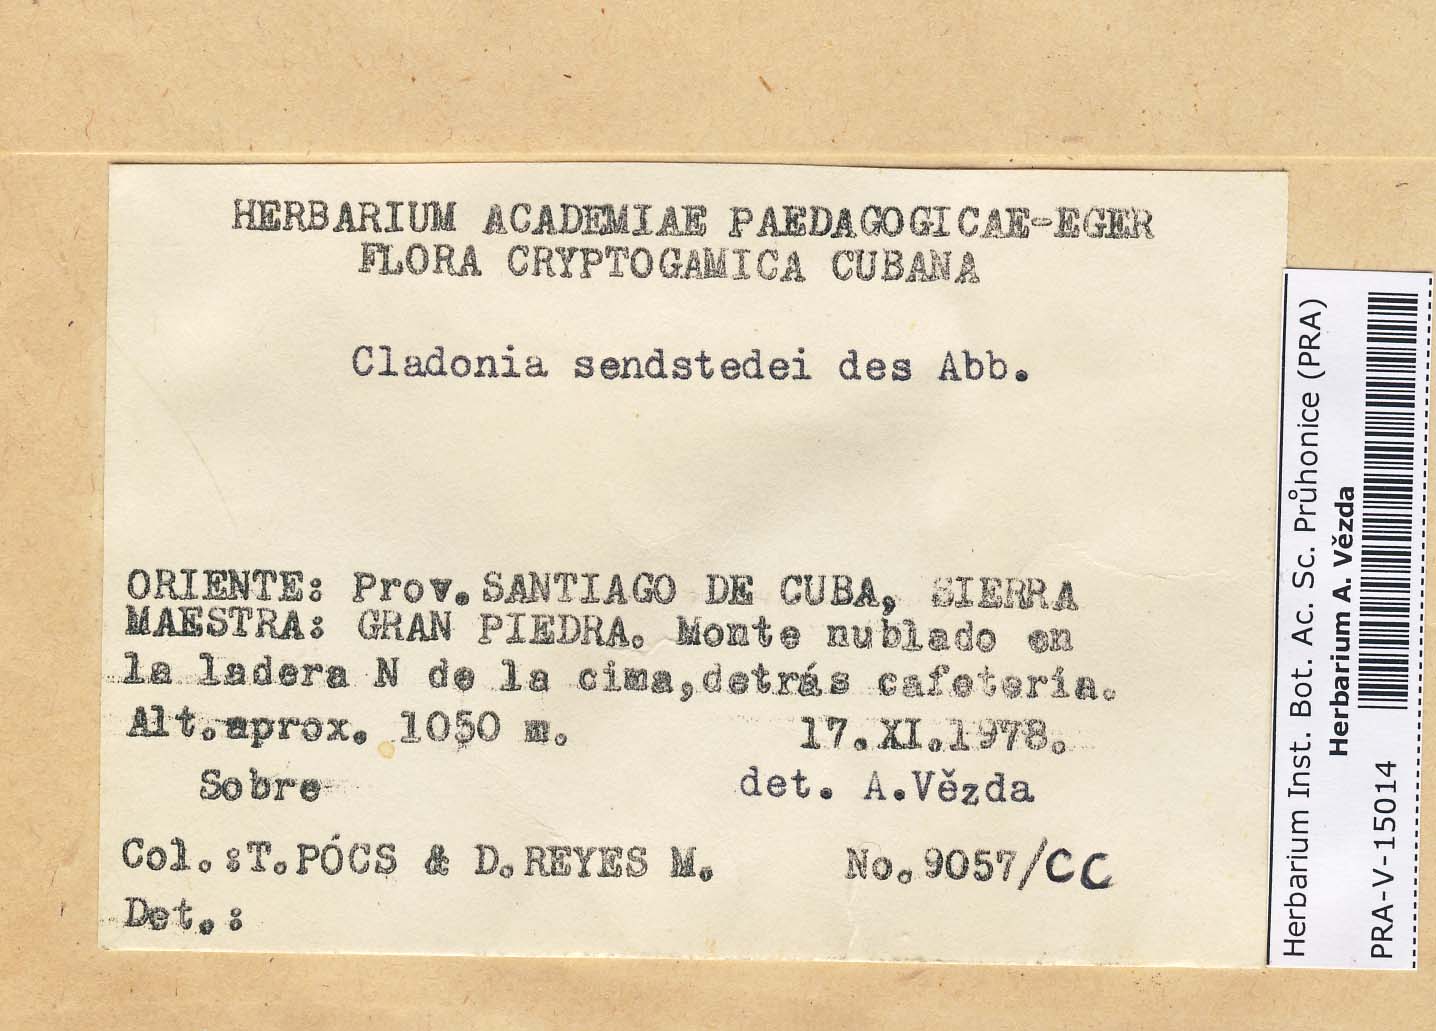 HERBARIUM ACADEMIAE PAEDAGOGICAE-EGER
FLORA CRYPTOGAMICA CUBANA
Cladonia sendstedei des Abb.
ORIENTE: Prov. SANTIAGO DE CUBA, SIERRA
MAESTRA: GRAN PIEDRA. Monte nublado en
la ladera N de la cima, detrás cafetería.
Alt. aprox. 1050 m. 17.XI.1978.
Sobre det. A. Vězda
Col.: T. PÓCS & D. REYES M. No. 9057/CC
Det.:
Herbarium Inst. Bot. Ac. Sc. Průhonice (PRA)
Herbarium A. Vězda
PRA-V-15014